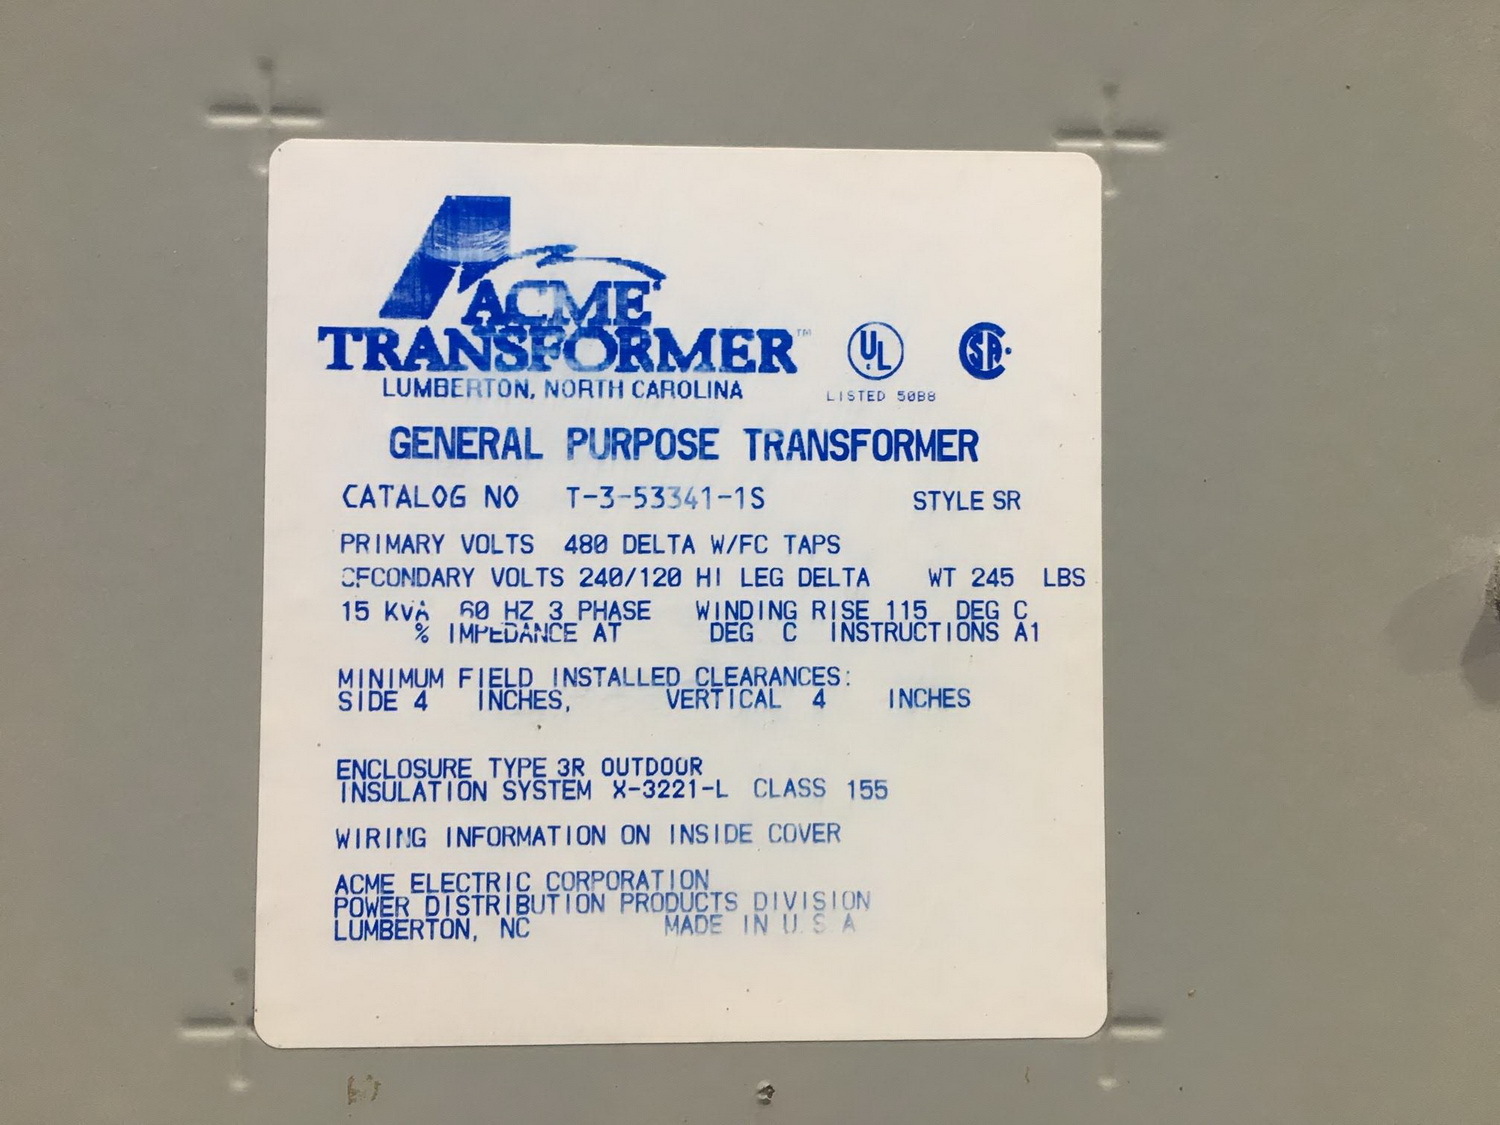 ACME
TRANSFORMER™
LUMBERTON, NORTH CAROLINA
UL
LISTED 50B8
SA
GENERAL PURPOSE TRANSFORMER
CATALOG NO T-3-53341-1S STYLE SR
PRIMARY VOLTS 480 DELTA W/FC TAPS
SECONDARY VOLTS 240/120 HI LEG DELTA WT 245 LBS
15 KVA 60 HZ 3 PHASE WINDING RISE 115 DEG C
% IMPEDANCE AT DEG C INSTRUCTIONS A1
MINIMUM FIELD INSTALLED CLEARANCES:
SIDE 4 INCHES, VERTICAL 4 INCHES
ENCLOSURE TYPE 3R OUTDOOR
INSULATION SYSTEM X-3221-L CLASS 155
WIRING INFORMATION ON INSIDE COVER
ACME ELECTRIC CORPORATION
POWER DISTRIBUTION PRODUCTS DIVISION
LUMBERTON, NC MADE IN U.S.A